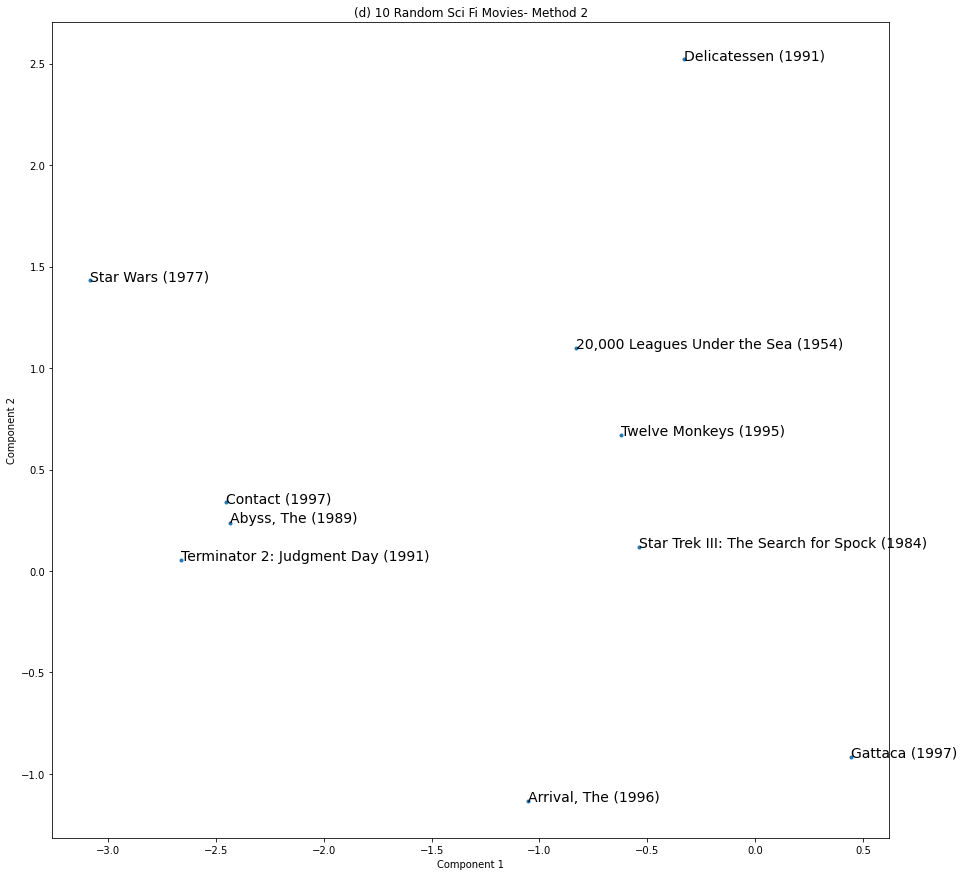 (d) 10 Random Sci Fi Movies- Method 2
2.5
Delicatessen (1991)
2.0
1.5
Star Wars (1977)
20,000 Leagues Under the Sea (1954)
1.0
Component 2
Twelve Monkeys (1995)
0.5
Contact (1997)
Abyss, The (1989)
Star Trek III: The Search for Spock (1984)
Terminator 2: Judgment Day (1991)
0.0
−0.5
Gattaca (1997)
−1.0
Arrival, The (1996)
−3.0 −2.5 −2.0 −1.5 −1.0 −0.5 0.0 0.5
Component 1